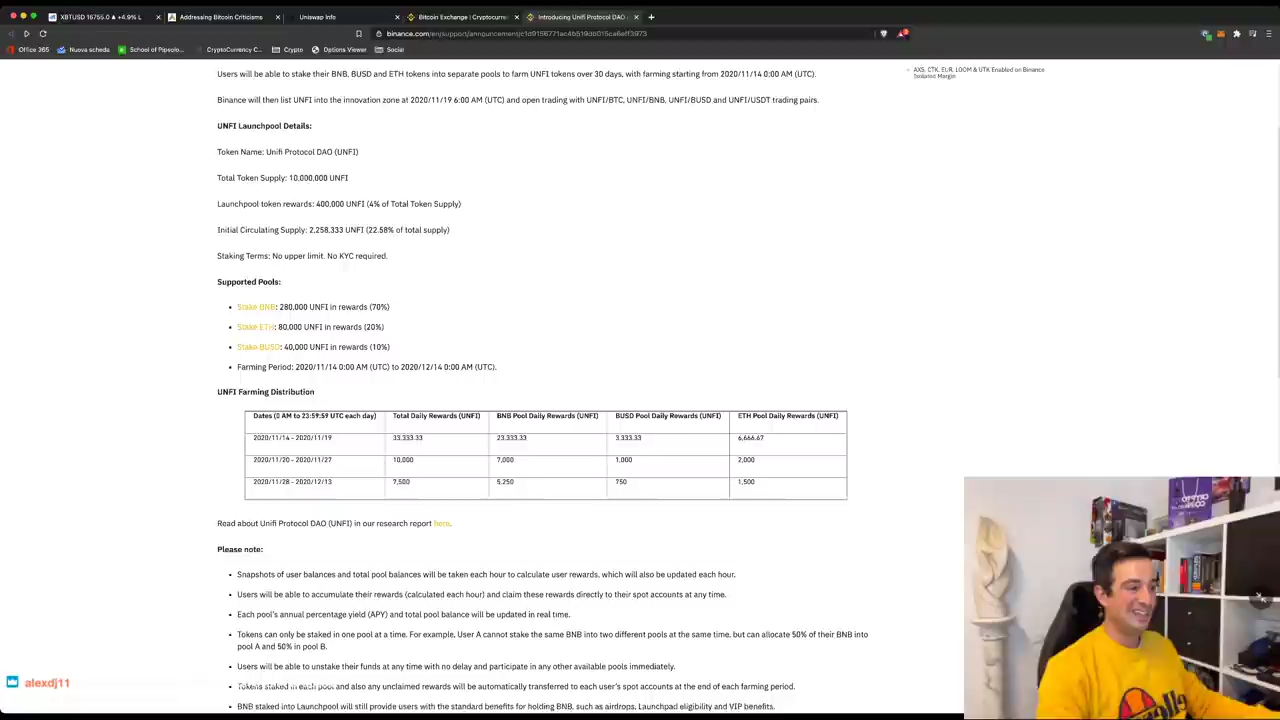 XBTUSD 16755.0 ▲ +4.9% L
Addressing Bitcoin Criticisms
Uniswap Info
Bitcoin Exchange | Cryptocurre
Introducing Unifi Protocol DAO
binance.com/en/support/announcement/c1d9156771ac4b519db015ca6eff3973
Office 365
Nuova scheda
School of Pipsolo...
CryptoCurrency C...
Crypto
Options Viewer
Social
Users will be able to stake their BNB, BUSD and ETH tokens into separate pools to farm UNFI tokens over 30 days, with farming starting from 2020/11/14 0:00 AM (UTC).
AXS, CTK, EUR, LOOM & UTK Enabled on Binance
Isolated Margin
Binance will then list UNFI into the innovation zone at 2020/11/19 6:00 AM (UTC) and open trading with UNFI/BTC, UNFI/BNB, UNFI/BUSD and UNFI/USDT trading pairs.
UNFI Launchpool Details:
Token Name: Unifi Protocol DAO (UNFI)
Total Token Supply: 10,000,000 UNFI
Launchpool token rewards: 400,000 UNFI (4% of Total Token Supply)
Initial Circulating Supply: 2,258,333 UNFI (22.58% of total supply)
Staking Terms: No upper limit. No KYC required.
Supported Pools:
• Stake BNB: 280,000 UNFI in rewards (70%)
• Stake ETH: 80,000 UNFI in rewards (20%)
• Stake BUSD: 40,000 UNFI in rewards (10%)
• Farming Period: 2020/11/14 0:00 AM (UTC) to 2020/12/14 0:00 AM (UTC).
UNFI Farming Distribution
Dates (0 AM to 23:59:59 UTC each day) Total Daily Rewards (UNFI) BNB Pool Daily Rewards (UNFI) BUSD Pool Daily Rewards (UNFI) ETH Pool Daily Rewards (UNFI)
2020/11/14 - 2020/11/19 33,333.33 23,333.33 3,333.33 6,666.67
2020/11/20 - 2020/11/27 10,000 7,000 1,000 2,000
2020/11/28 - 2020/12/13 7,500 5,250 750 1,500
Read about Unifi Protocol DAO (UNFI) in our research report here.
Please note:
• Snapshots of user balances and total pool balances will be taken each hour to calculate user rewards, which will also be updated each hour.
• Users will be able to accumulate their rewards (calculated each hour) and claim these rewards directly to their spot accounts at any time.
• Each pool's annual percentage yield (APY) and total pool balance will be updated in real time.
• Tokens can only be staked in one pool at a time. For example, User A cannot stake the same BNB into two different pools at the same time, but can allocate 50% of their BNB into
pool A and 50% in pool B.
• Users will be able to unstake their funds at any time with no delay and participate in any other available pools immediately.
• Tokens staked in each pool and also any unclaimed rewards will be automatically transferred to each user's spot accounts at the end of each farming period.
• BNB staked into Launchpool will still provide users with the standard benefits for holding BNB, such as airdrops, Launchpad eligibility and VIP benefits.
alexdj11